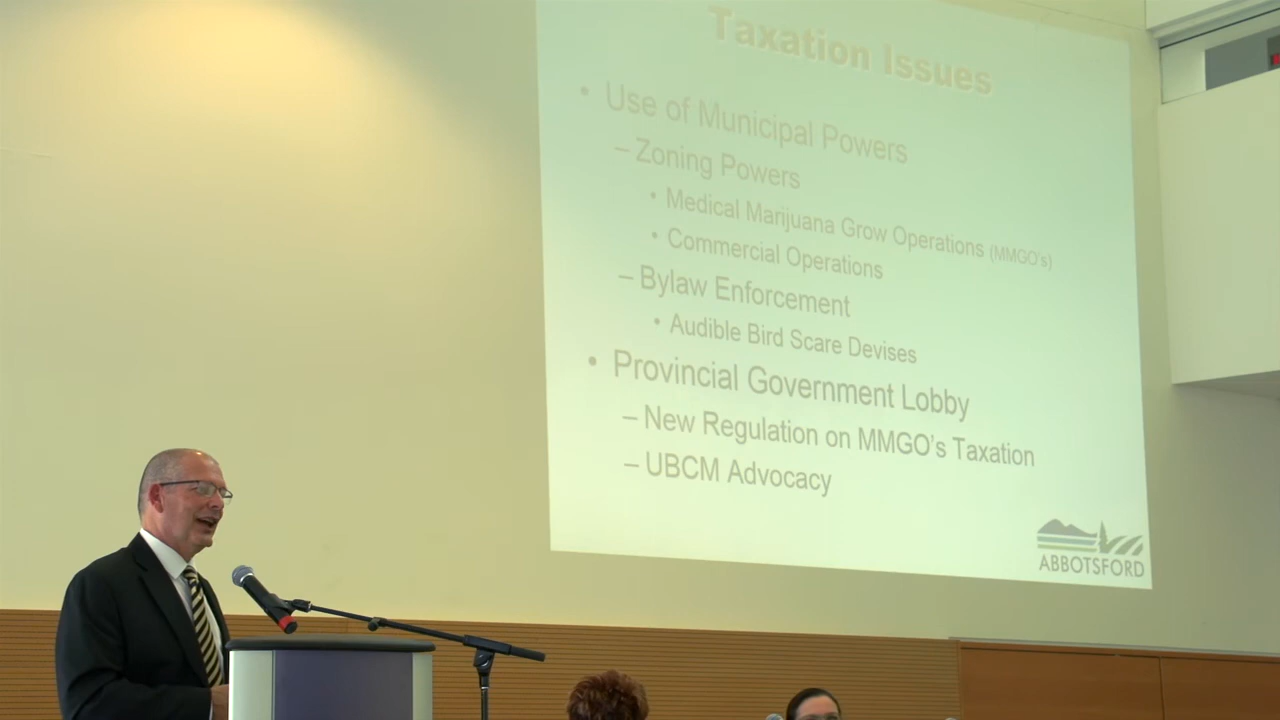 Taxation Issues
• Use of Municipal Powers
– Zoning Powers
• Medical Marijuana Grow Operations (MMGO's)
• Commercial Operations
– Bylaw Enforcement
• Audible Bird Scare Devises
• Provincial Government Lobby
– New Regulation on MMGO's Taxation
– UBCM Advocacy
ABBOTSFORD